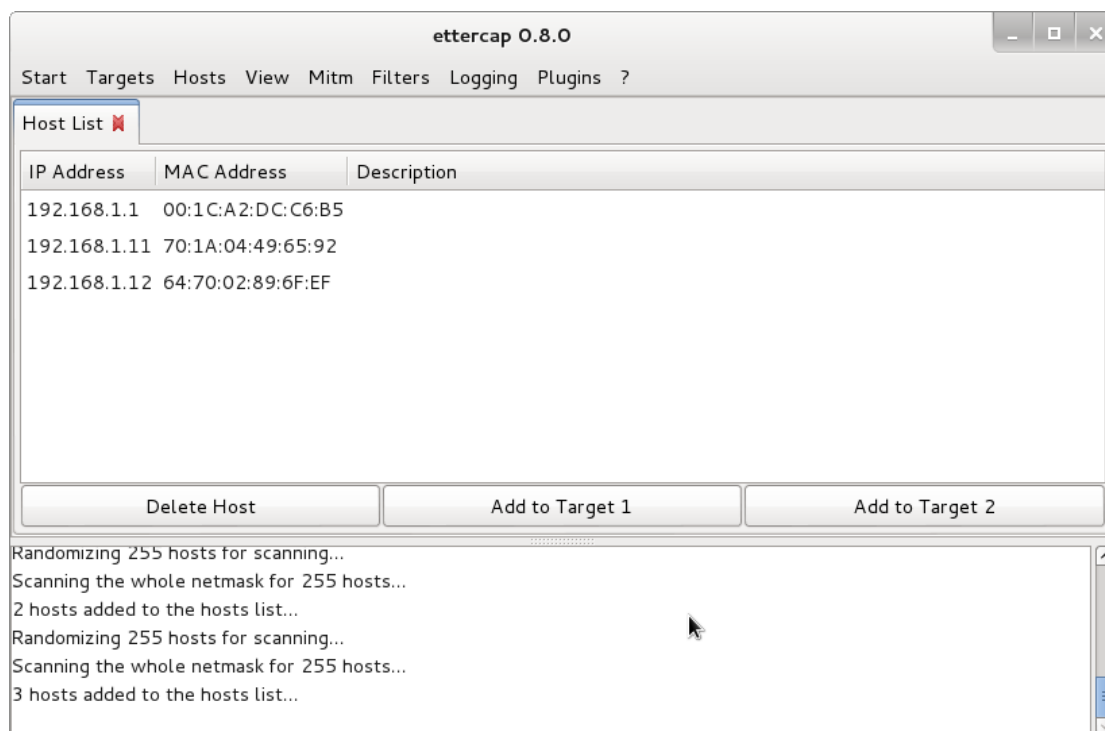 ettercap 0.8.0
Start Targets Hosts View Mitm Filters Logging Plugins ?
Host List
IP Address MAC Address Description
192.168.1.1 00:1C:A2:DC:C6:B5
192.168.1.11 70:1A:04:49:65:92
192.168.1.12 64:70:02:89:6F:EF
Delete Host Add to Target 1 Add to Target 2
Randomizing 255 hosts for scanning...
Scanning the whole netmask for 255 hosts...
2 hosts added to the hosts list...
Randomizing 255 hosts for scanning...
Scanning the whole netmask for 255 hosts...
3 hosts added to the hosts list...